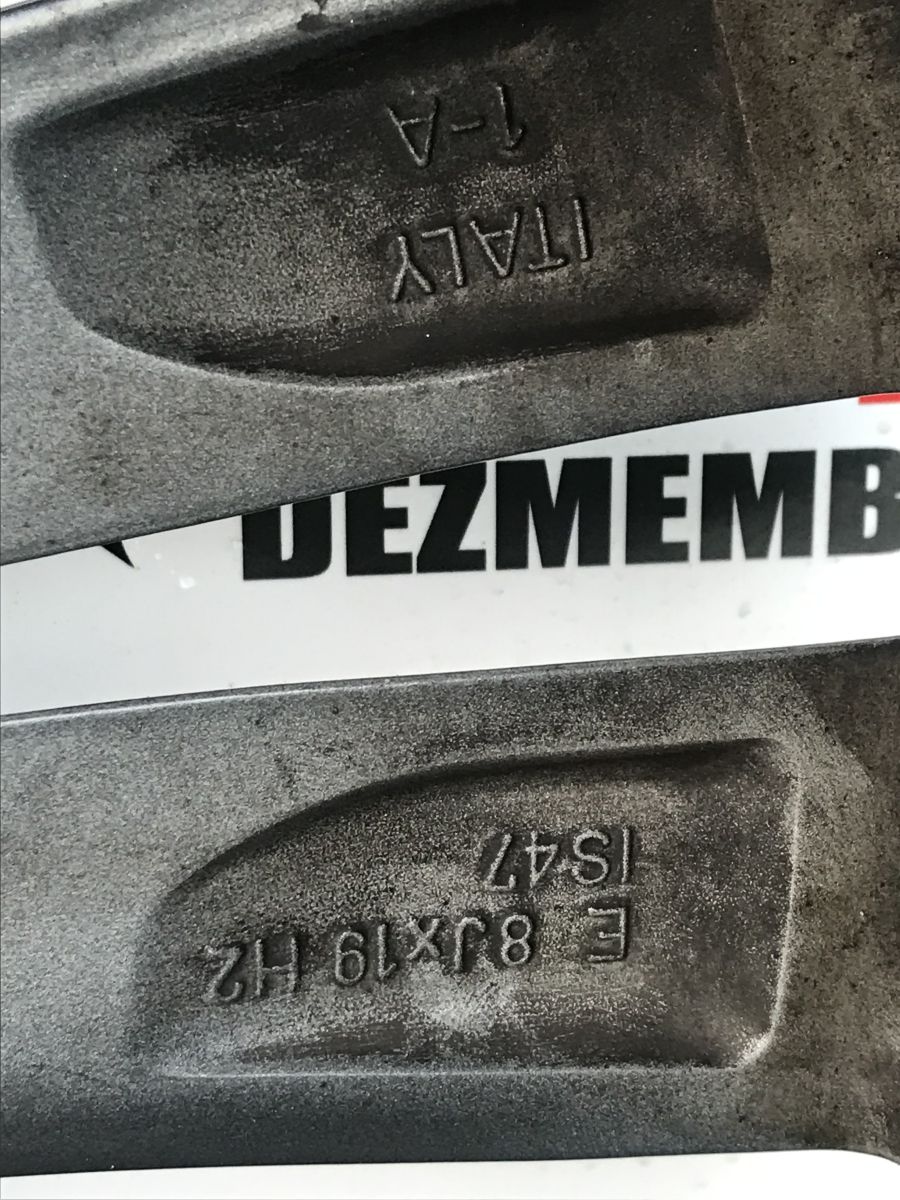 1-A
ITALY
DEZMEMB
IS47
E 8Jx19 H2